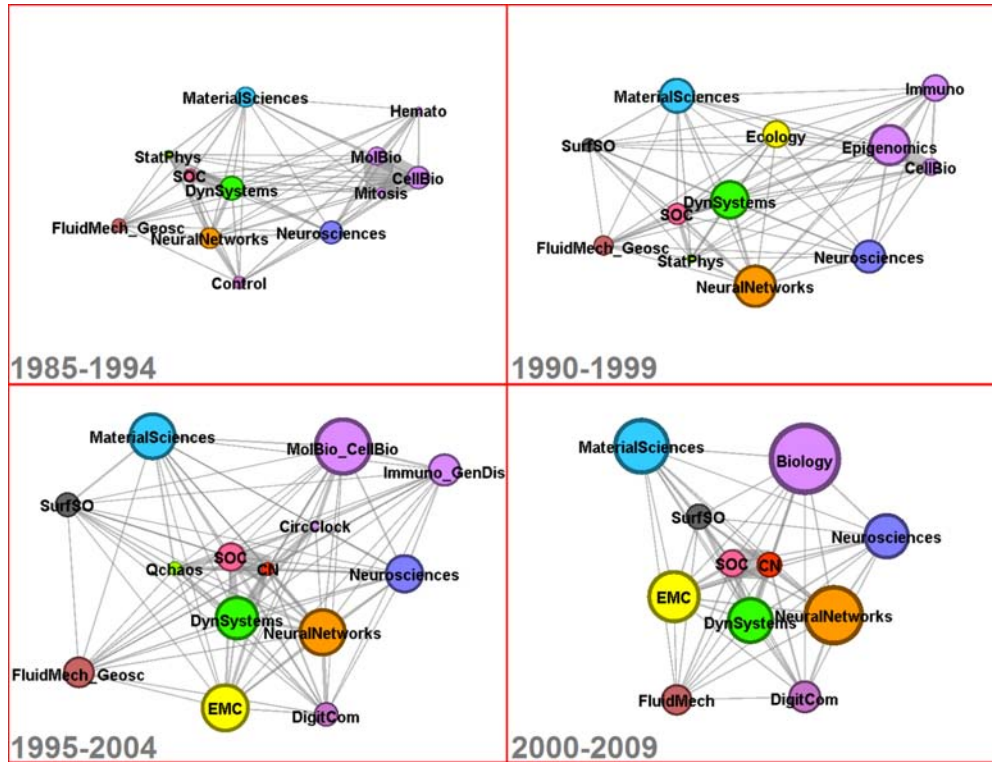 MaterialSciences
Hemato
StatPhys
MolBio
SOC
CellBio
DynSystems
Mitosis
FluidMech_Geosc
NeuralNetworks
Neurosciences
Control
1985-1994
Immuno
MaterialSciences
Ecology
SurfSO
Epigenomics
CellBio
DynSystems
SOC
FluidMech_Geosc
StatPhys
Neurosciences
NeuralNetworks
1990-1999
MaterialSciences
MolBio_CellBio
Immuno_GenDis
SurfSO
CircClock
SOC
Qchaos
CN
Neurosciences
DynSystems
NeuralNetworks
FluidMech_Geosc
EMC
DigitCom
1995-2004
MaterialSciences
Biology
SurfSO
Neurosciences
SOC
CN
EMC
NeuralNetworks
DynSystems
FluidMech
DigitCom
2000-2009